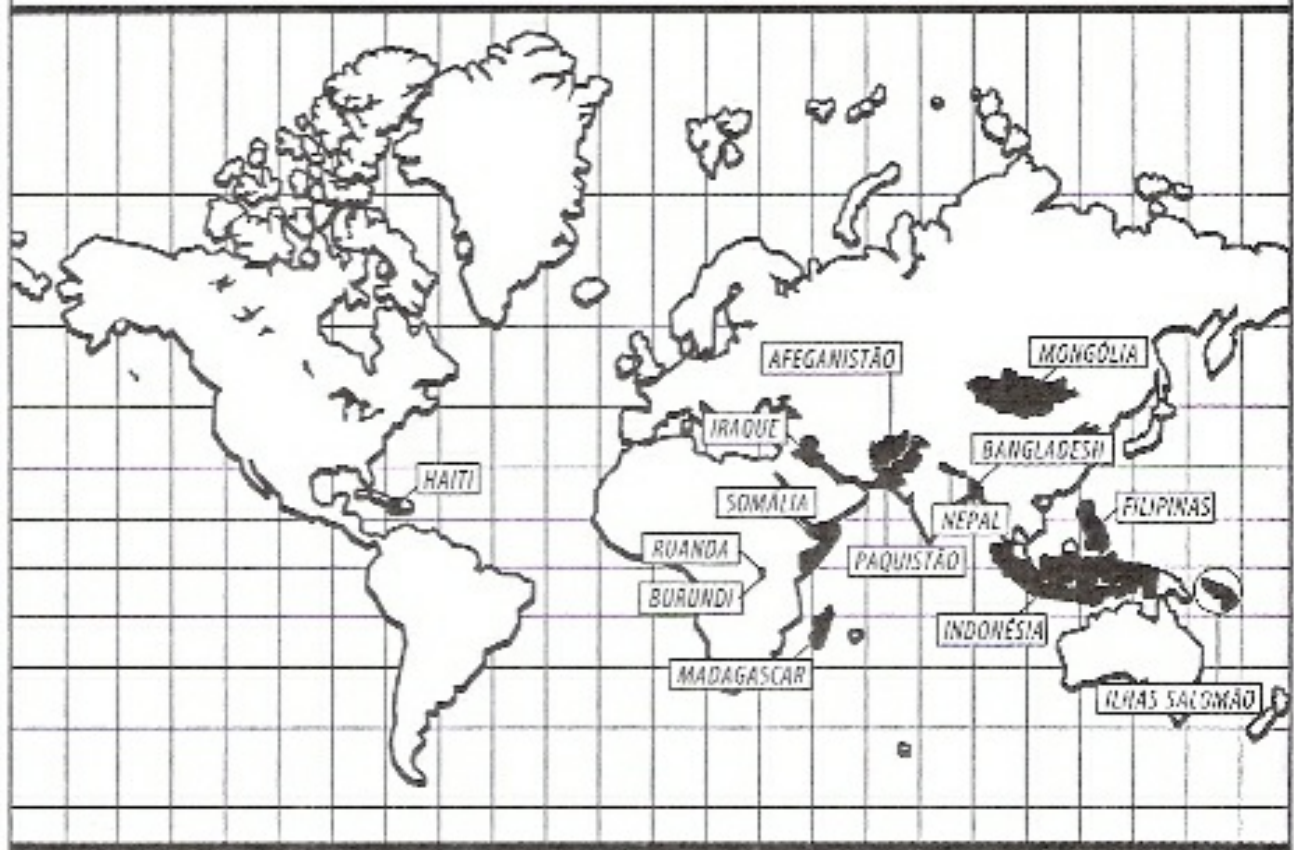 AFEGANISTÃO
MONGÓLIA
IRAQUE
BANGLADESH
HAITI
SOMÁLIA
NEPAL
FILIPINAS
RUANDA
PAQUISTÃO
BURUNDI
INDONÉSIA
MADAGASCAR
ILHAS SALOMÃO